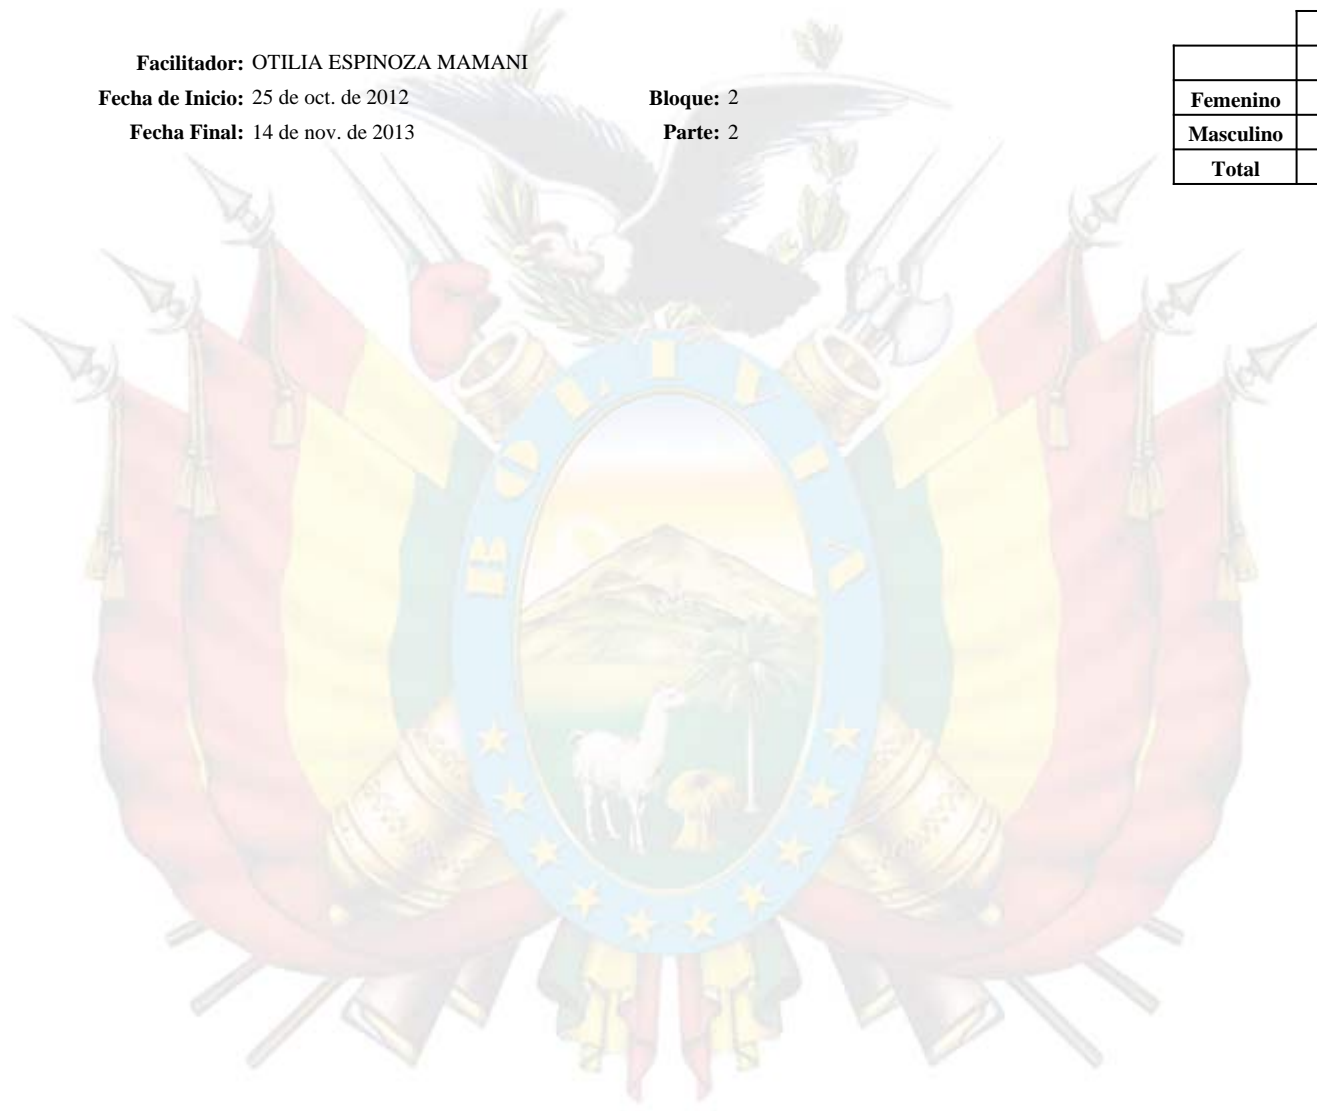 Facilitador: OTILIA ESPINOZA MAMANI
Fecha de Inicio: 25 de oct. de 2012 Bloque: 2
Fecha Final: 14 de nov. de 2013 Parte: 2
Femenino
Masculino
Total
BOLIVIA